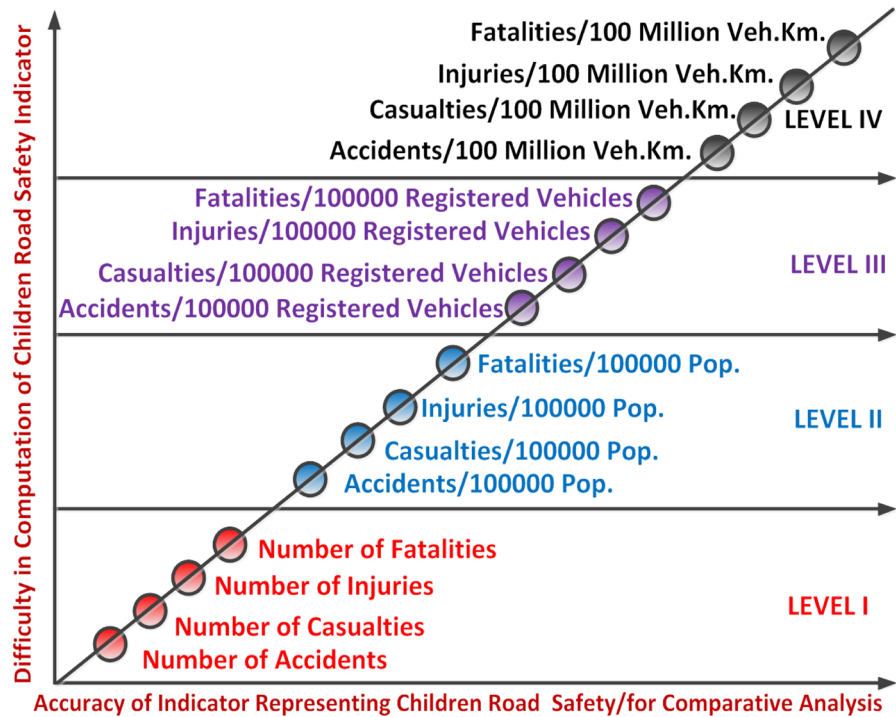 Difficulty in Computation of Children Road Safety Indicator
Fatalities/100 Million Veh.Km.
Injuries/100 Million Veh.Km.
Casualties/100 Million Veh.Km.
LEVEL IV
Accidents/100 Million Veh.Km.
Fatalities/100000 Registered Vehicles
Injuries/100000 Registered Vehicles
LEVEL III
Casualties/100000 Registered Vehicles
Accidents/100000 Registered Vehicles
Fatalities/100000 Pop.
Injuries/100000 Pop.
LEVEL II
Casualties/100000 Pop.
Accidents/100000 Pop.
Number of Fatalities
Number of Injuries
LEVEL I
Number of Casualties
Number of Accidents
Accuracy of Indicator Representing Children Road Safety/for Comparative Analysis